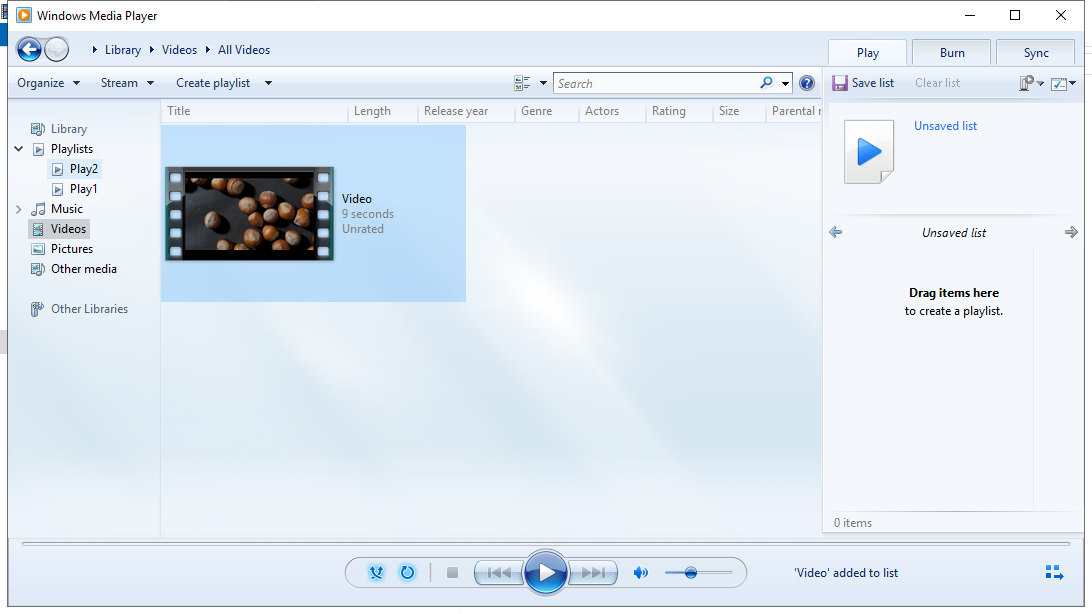 Windows Media Player
Library Videos All Videos
Play Burn Sync
Organize Stream Create playlist Search Save list Clear list
Title Length Release year Genre Actors Rating Size Parental
Library
Playlists
Play2
Play1
Music
Videos
Pictures
Other media
Other Libraries
Video
9 seconds
Unrated
Unsaved list
Unsaved list
Drag items here
to create a playlist.
0 items
'Video' added to list